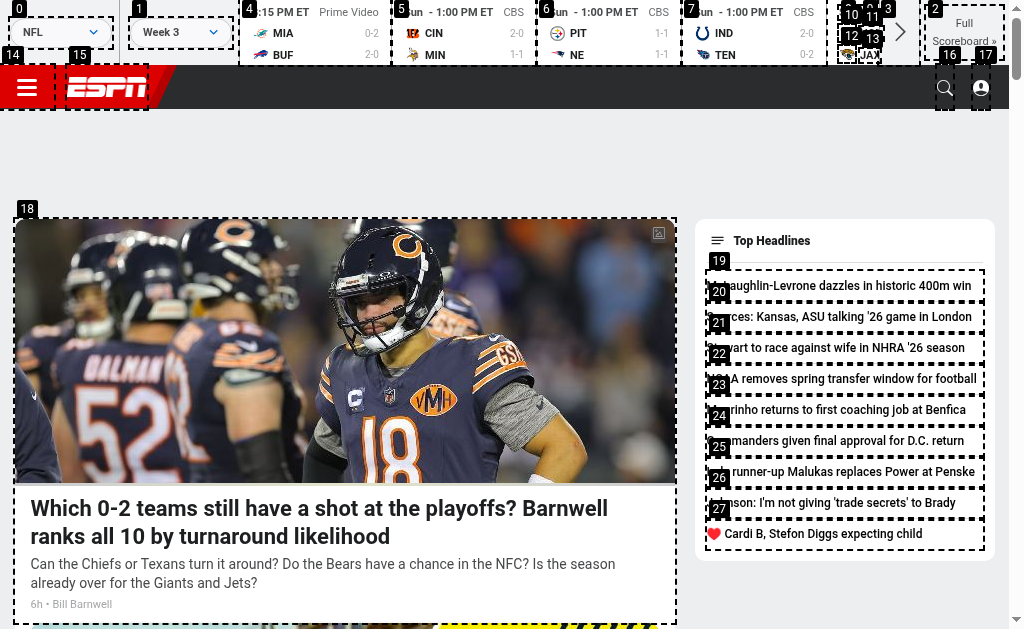 0
1
4
5
6
7
10
11
12
13
3
2
NFL
Week 3
:15 PM ET Prime Video
MIA 0-2
BUF 2-0
Sun - 1:00 PM ET CBS
CIN 2-0
MIN 1-1
Sun - 1:00 PM ET CBS
PIT 1-1
NE 1-1
Sun - 1:00 PM ET CBS
IND 2-0
TEN 0-2
JAX
Full
Scoreboard »
14
15
16
17
ESPN
18
DALMAN
52
C
VMH
GSH
18
Which 0-2 teams still have a shot at the playoffs? Barnwell
ranks all 10 by turnaround likelihood
Can the Chiefs or Texans turn it around? Do the Bears have a chance in the NFC? Is the season
already over for the Giants and Jets?
6h • Bill Barnwell
Top Headlines
19
aughlin-Levrone dazzles in historic 400m win
20
rces: Kansas, ASU talking '26 game in London
21
wart to race against wife in NHRA '26 season
22
A removes spring transfer window for football
23
rinho returns to first coaching job at Benfica
24
manders given final approval for D.C. return
25
runner-up Malukas replaces Power at Penske
26
nson: I'm not giving 'trade secrets' to Brady
27
Cardi B, Stefon Diggs expecting child